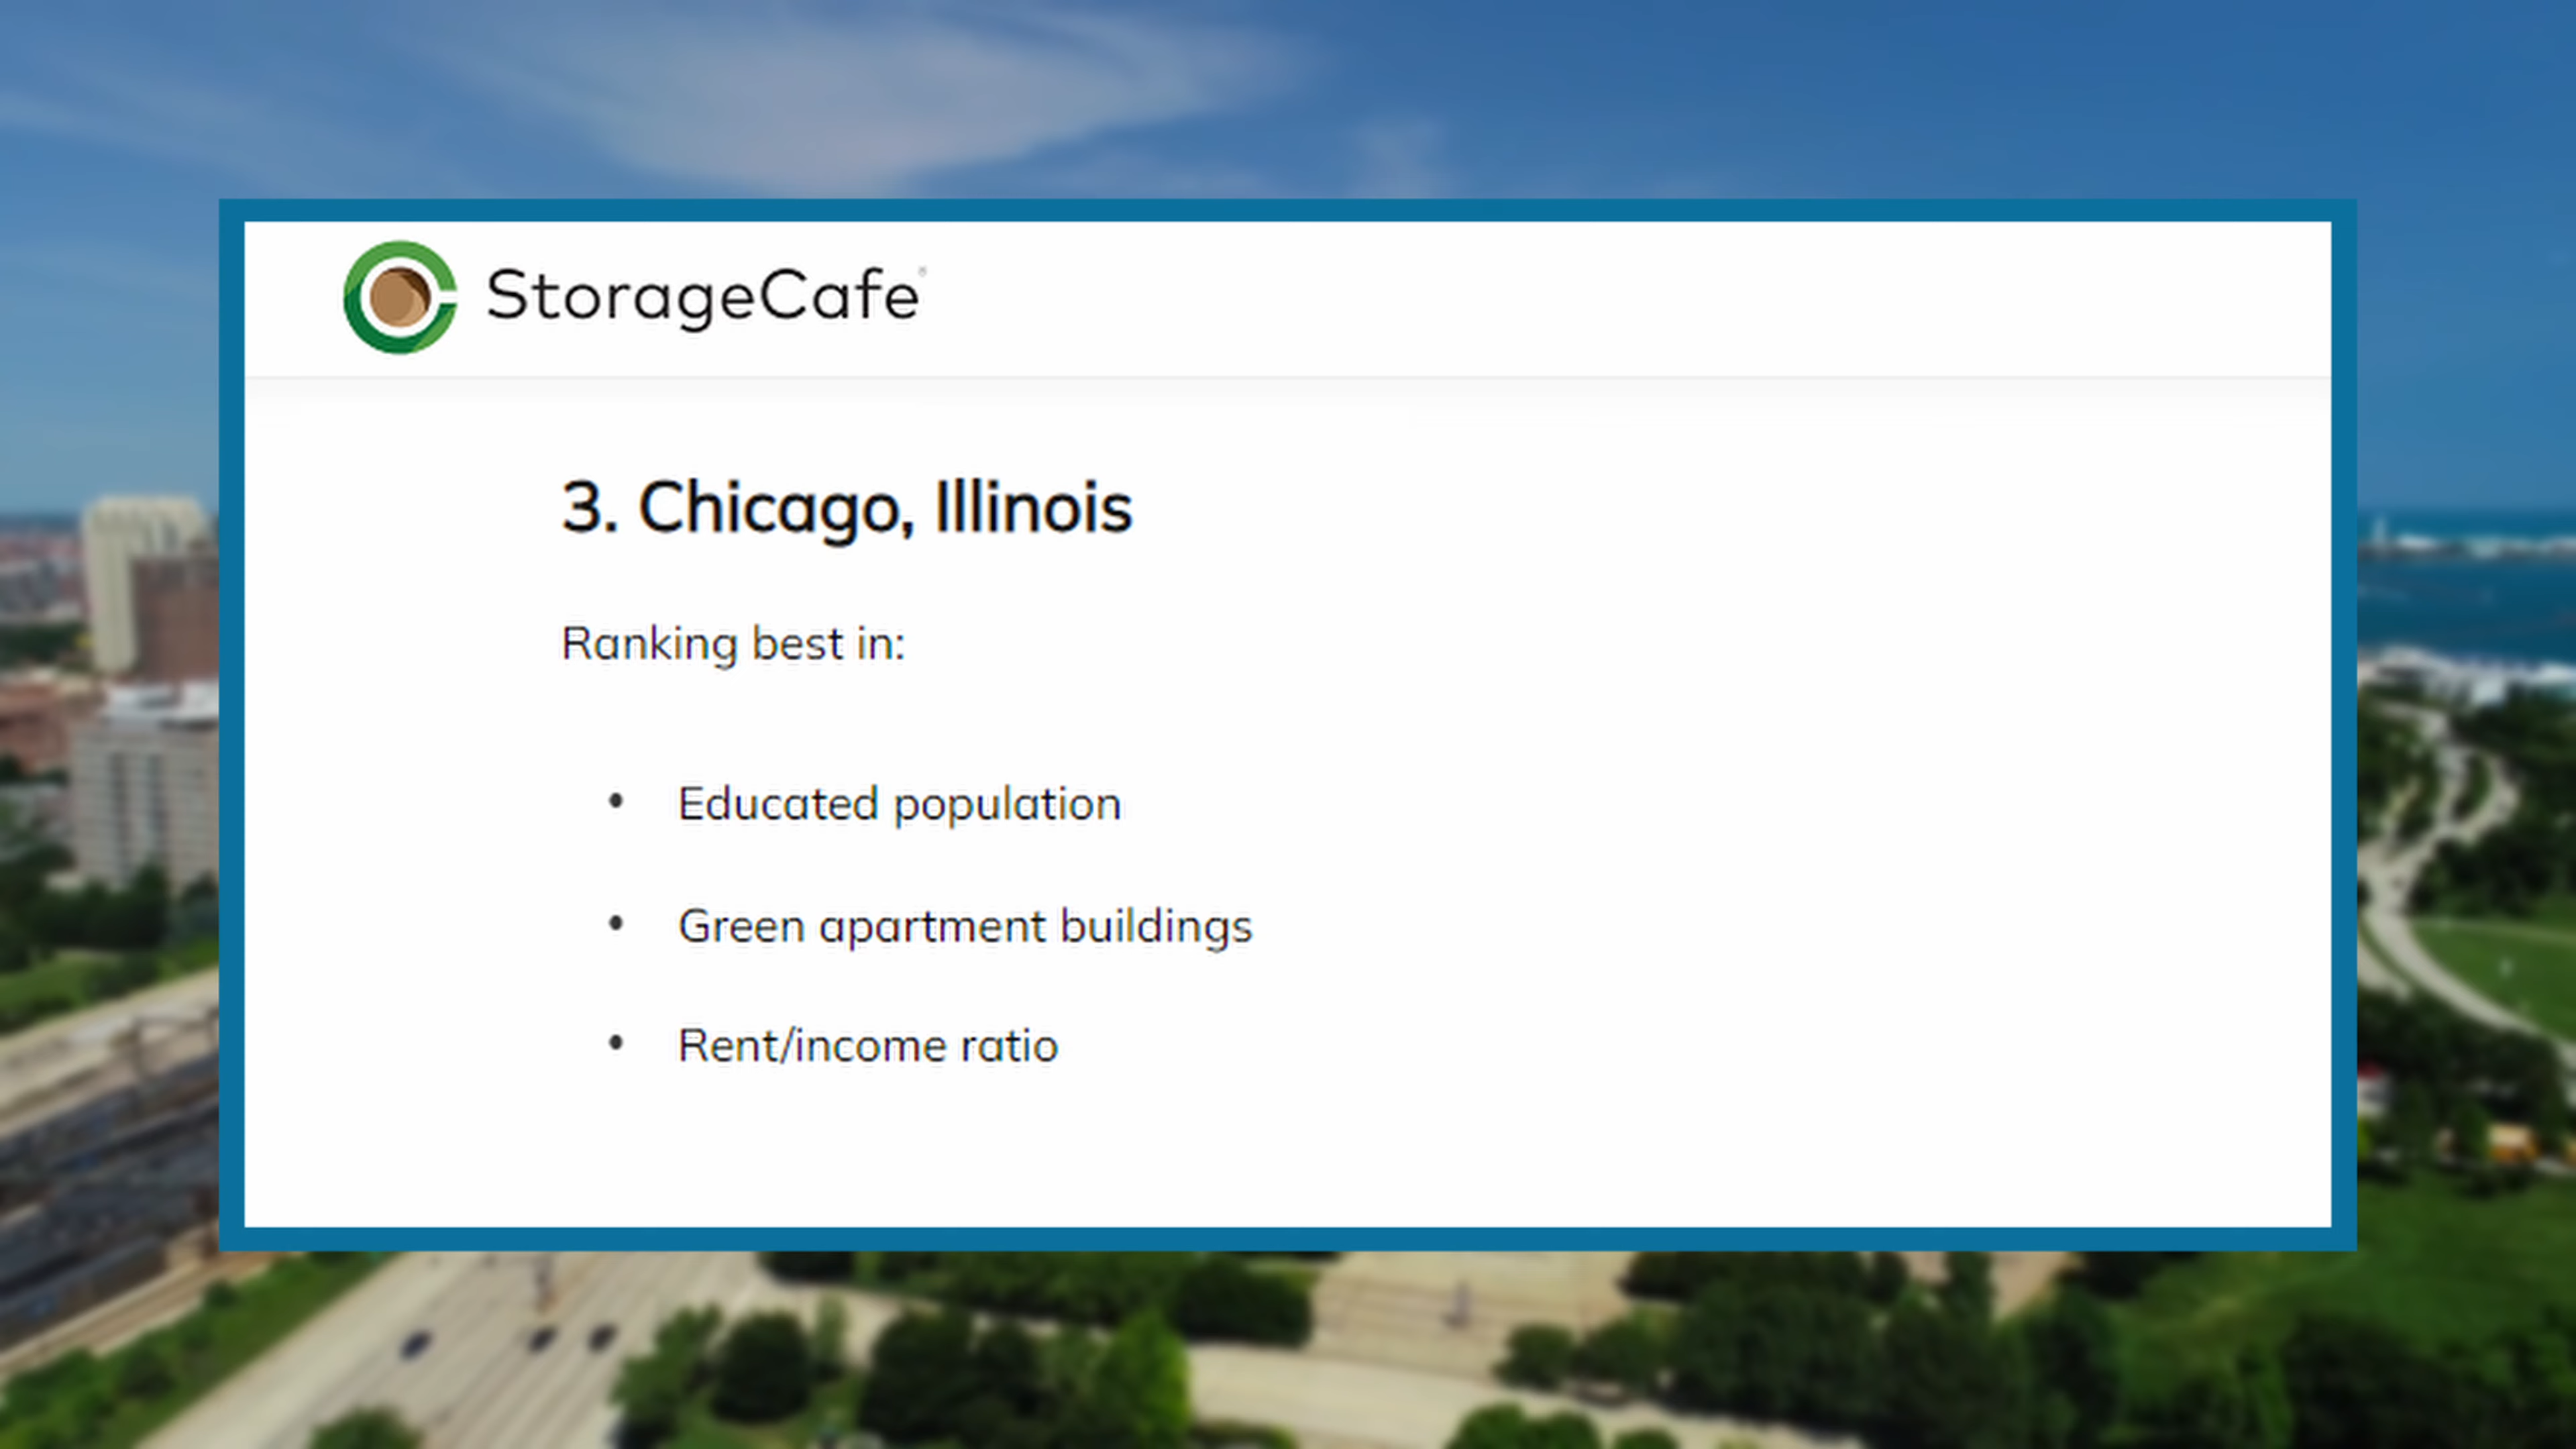 StorageCafe
3. Chicago, Illinois
Ranking best in:
• Educated population
• Green apartment buildings
• Rent/income ratio